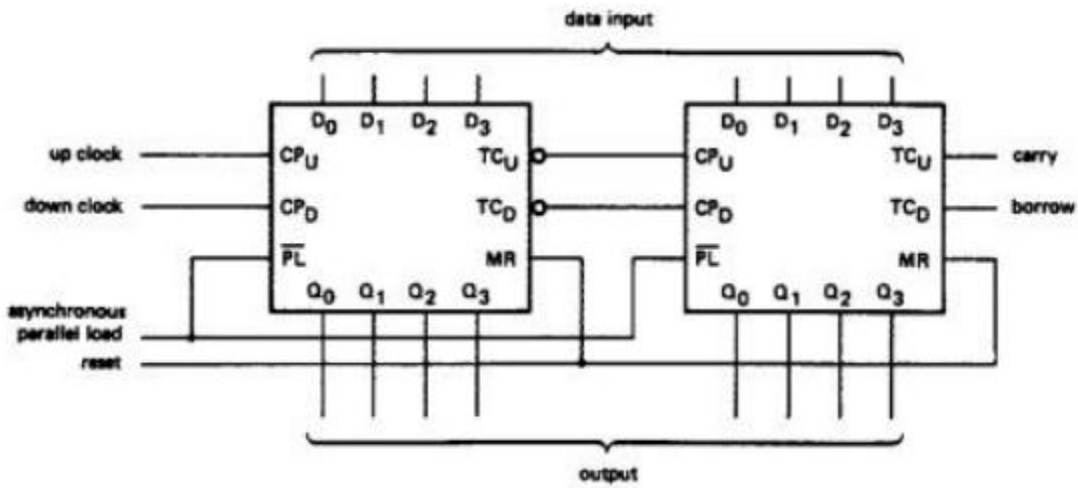 data input
D0 D1 D2 D3 D0 D1 D2 D3
up clock CPU TCU CPU TCU carry
down clock CPD TCD CPD TCD borrow
PL MR PL MR
Q0 Q1 Q2 Q3 Q0 Q1 Q2 Q3
asynchronous
parallel load
reset
output